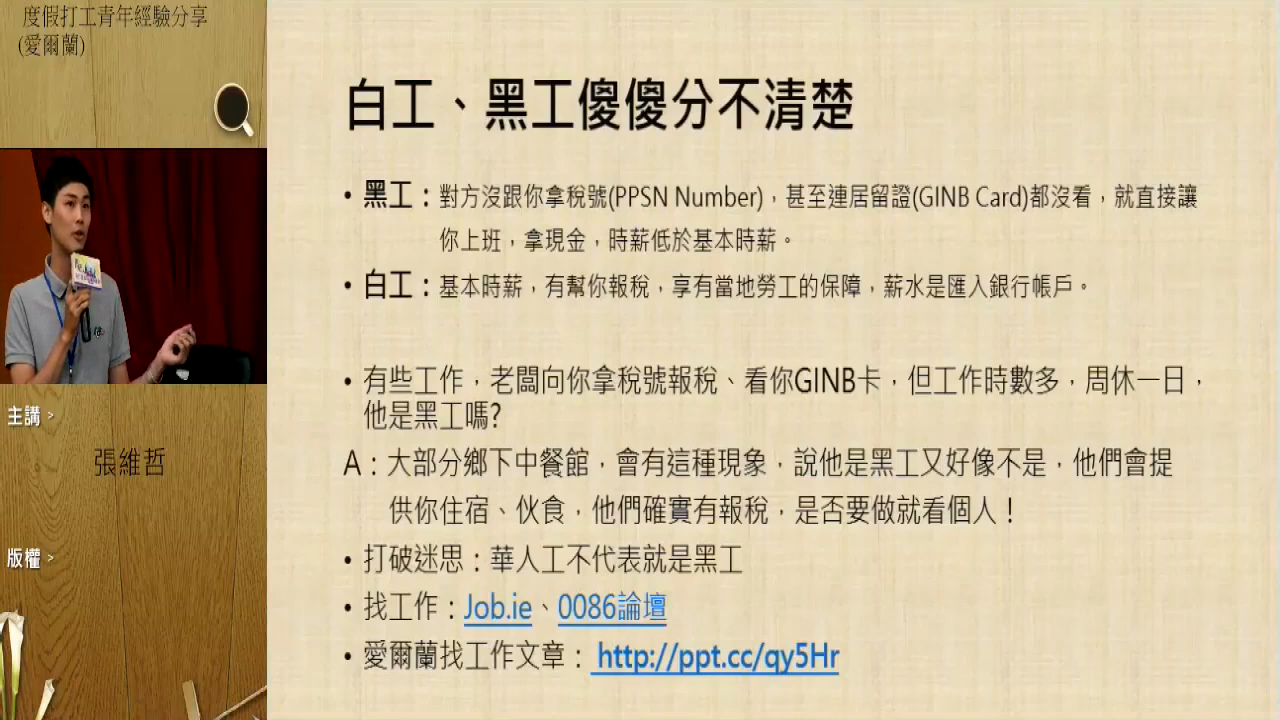 度假打工青年經驗分享
(愛爾蘭)
主講 >
張維哲
版權 >
白工、黑工傻傻分不清楚
• 黑工：對方沒跟你拿稅號(PPSN Number)，甚至連居留證(GINB Card)都沒看，就直接讓
你上班，拿現金，時薪低於基本時薪。
• 白工：基本時薪，有幫你報稅，享有當地勞工的保障，薪水是匯入銀行帳戶。
• 有些工作，老闆向你拿稅號報稅、看你GINB卡，但工作時數多，周休一日，
他是黑工嗎?
A：大部分鄉下中餐館，會有這種現象，說他是黑工又好像不是，他們會提
供你住宿、伙食，他們確實有報稅，是否要做就看個人！
• 打破迷思：華人工不代表就是黑工
• 找工作：Job.ie、0086論壇
• 愛爾蘭找工作文章： http://ppt.cc/qy5Hr